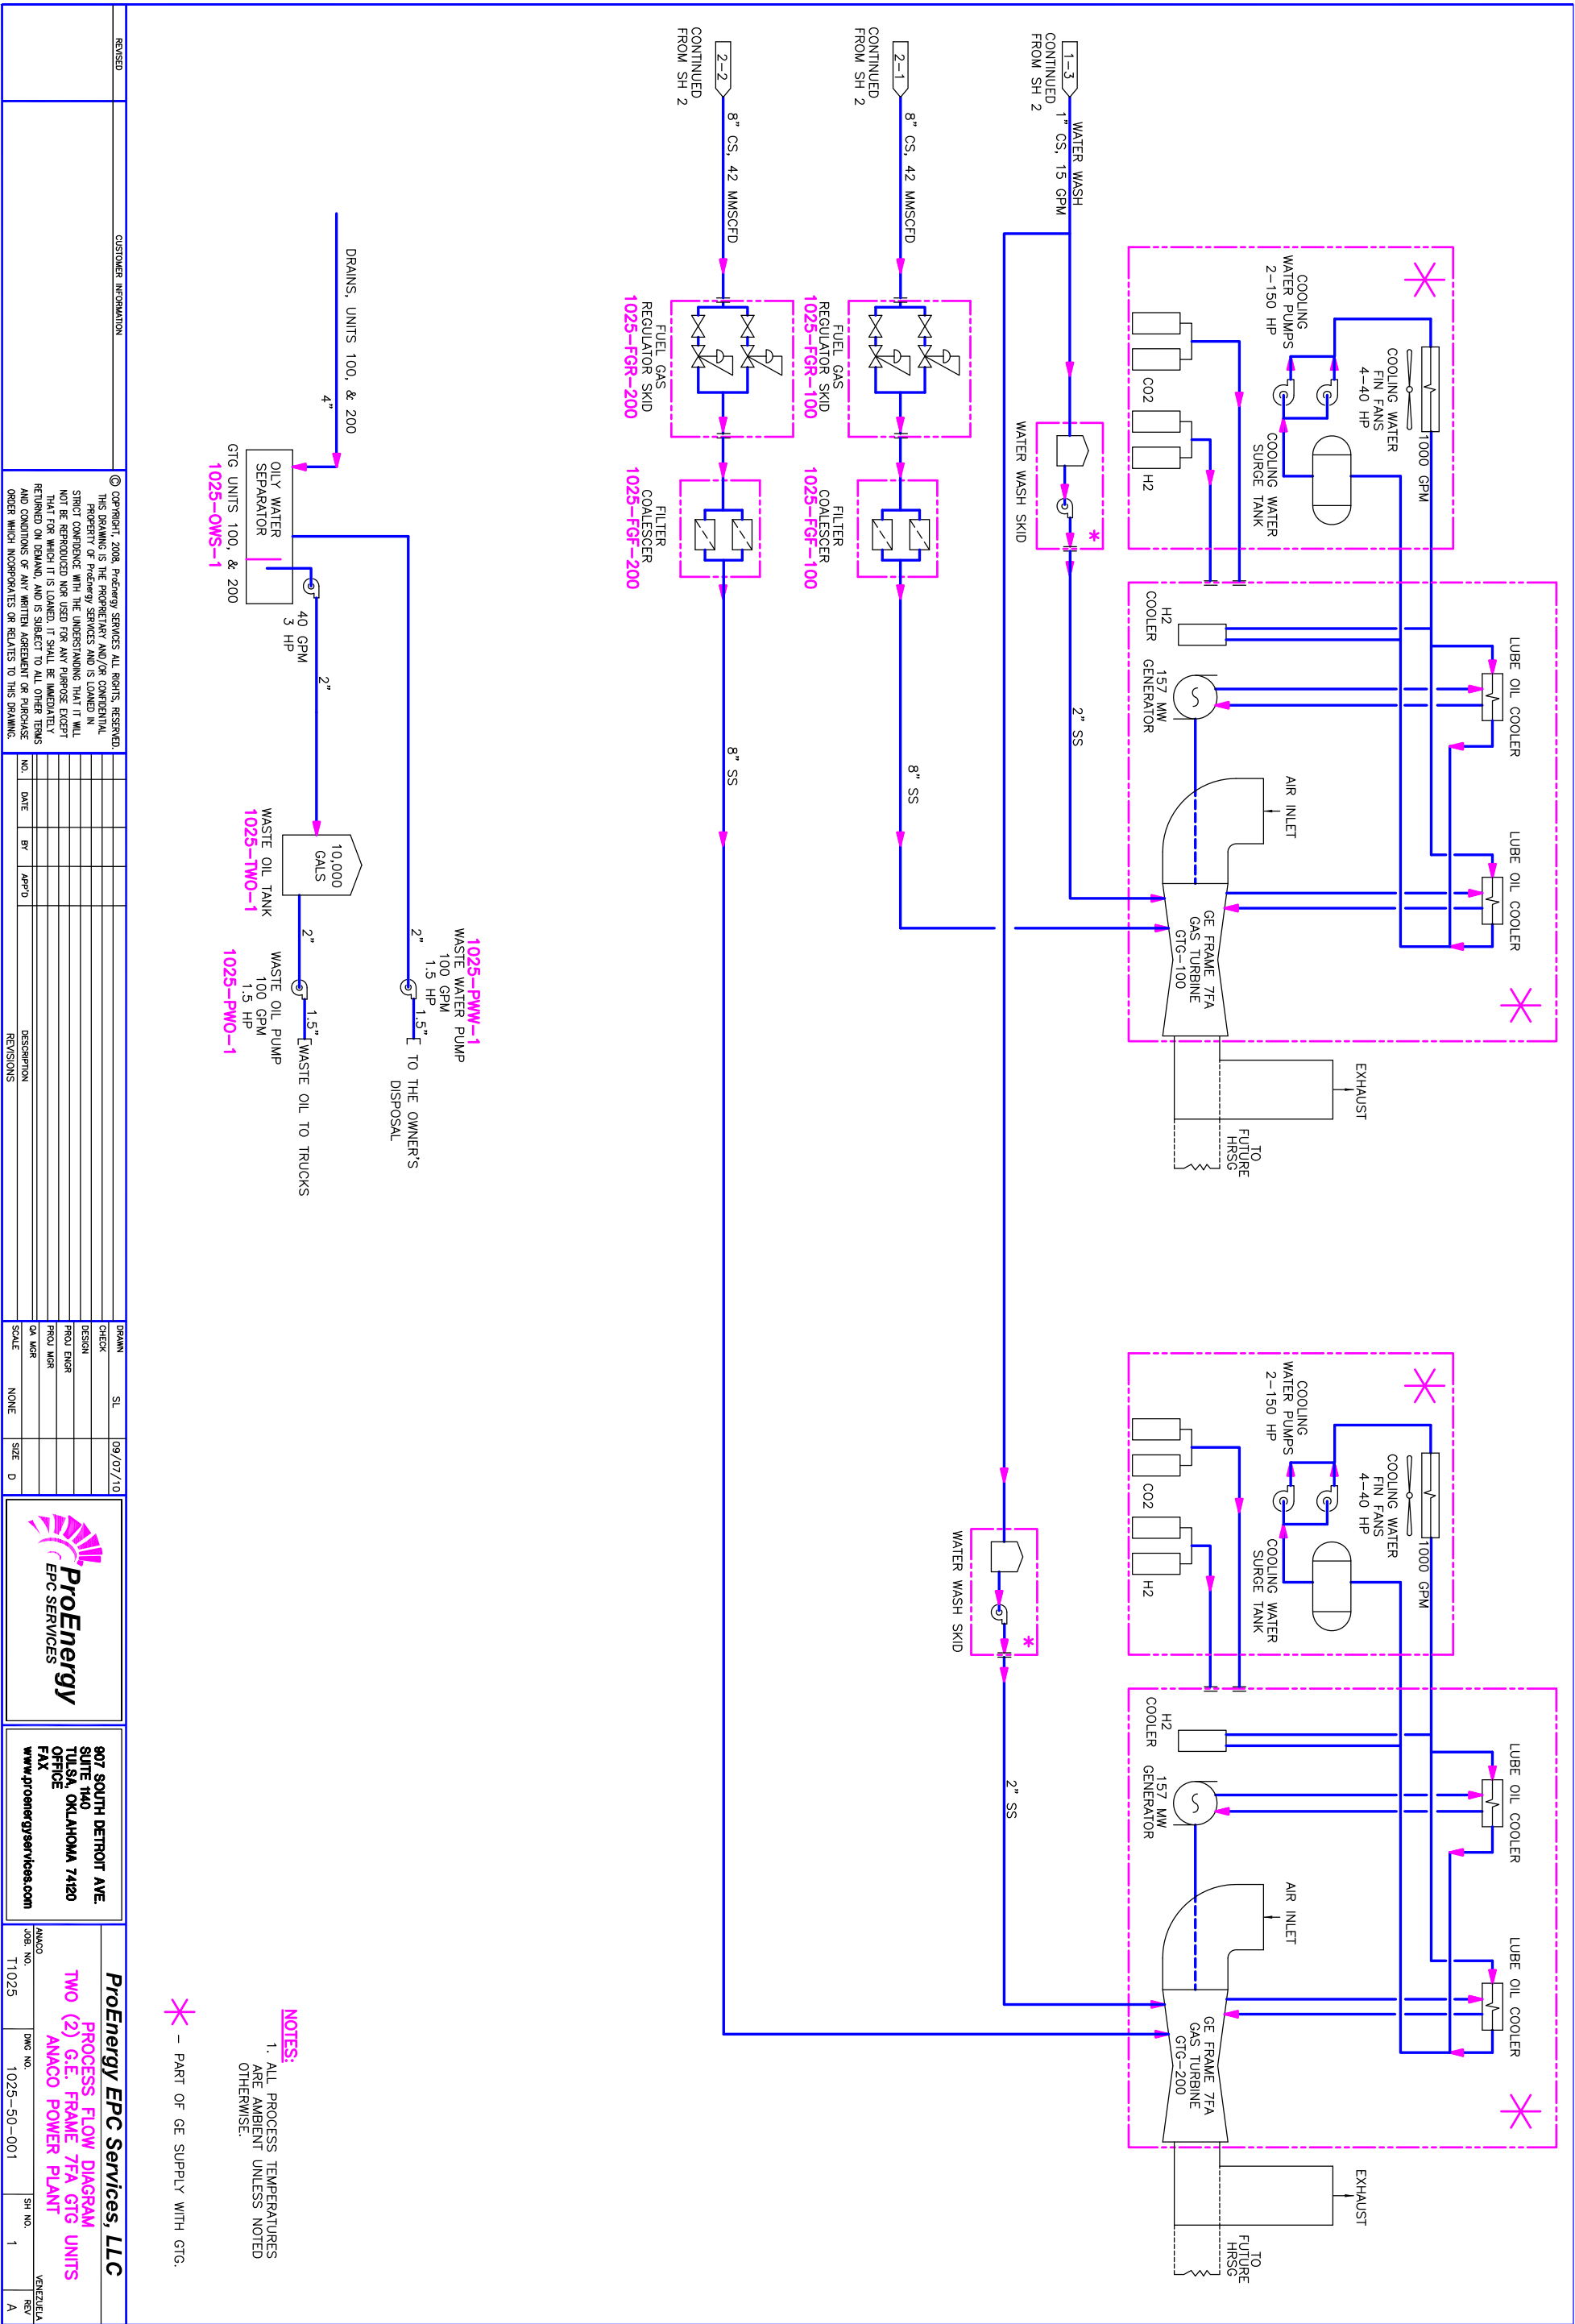 LUBE OIL COOLER
LUBE OIL COOLER
1000 GPM
COOLING WATER
FIN FANS
4-40 HP
COOLING
WATER PUMPS
2-150 HP
COOLING WATER
SURGE TANK
CO2
H2
H2
COOLER
157 MW
GENERATOR
AIR INLET
GE FRAME 7FA
GAS TURBINE
GTG-100
EXHAUST
TO
FUTURE
HRSG
LUBE OIL COOLER
LUBE OIL COOLER
1000 GPM
COOLING WATER
FIN FANS
4-40 HP
COOLING
WATER PUMPS
2-150 HP
COOLING WATER
SURGE TANK
CO2
H2
H2
COOLER
157 MW
GENERATOR
AIR INLET
GE FRAME 7FA
GAS TURBINE
GTG-200
EXHAUST
TO
FUTURE
HRSG
1-3
CONTINUED
FROM SH 2
WATER WASH
1" CS, 15 GPM
*
WATER WASH SKID
2" SS
*
WATER WASH SKID
2" SS
2-1
CONTINUED
FROM SH 2
8" CS, 42 MMSCFD
FUEL GAS
REGULATOR SKID
1025-FGR-100
FILTER
COALESCER
1025-FGF-100
8" SS
2-2
CONTINUED
FROM SH 2
8" CS, 42 MMSCFD
FUEL GAS
REGULATOR SKID
1025-FGR-200
FILTER
COALESCER
1025-FGF-200
8" SS
DRAINS, UNITS 100, & 200
4"
OILY WATER
SEPARATOR
GTG UNITS 100, & 200
1025-OWS-1
40 GPM
3 HP
2"
10,000
GALS
WASTE OIL TANK
1025-TWO-1
1025-PWW-1
WASTE WATER PUMP
100 GPM
1.5 HP
2"
1.5"
TO THE OWNER'S
DISPOSAL
2"
1.5"
WASTE OIL TO TRUCKS
WASTE OIL PUMP
100 GPM
1.5 HP
1025-PWO-1
NOTES:
1. ALL PROCESS TEMPERATURES
ARE AMBIENT UNLESS NOTED
OTHERWISE.
* - PART OF GE SUPPLY WITH GTG.
REVISED
CUSTOMER INFORMATION
© COPYRIGHT, 2008, ProEnergy SERVICES ALL RIGHTS, RESERVED.
THIS DRAWING IS THE PROPRIETARY AND/OR CONFIDENTIAL
PROPERTY OF ProEnergy SERVICES AND IS LOANED IN
STRICT CONFIDENCE WITH THE UNDERSTANDING THAT IT WILL
NOT BE REPRODUCED NOR USED FOR ANY PURPOSE EXCEPT
THAT FOR WHICH IT IS LOANED. IT SHALL BE IMMEDIATELY
RETURNED ON DEMAND, AND IS SUBJECT TO ALL OTHER TERMS
AND CONDITIONS OF ANY WRITTEN AGREEMENT OR PURCHASE
ORDER WHICH INCORPORATES OR RELATES TO THIS DRAWING.
NO. DATE BY APP'D DESCRIPTION
REVISIONS
DRAWN SL 09/07/10
CHECK
DESIGN
PROJ ENGR
PROJ MGR
QA MGR
SCALE NONE SIZE D
ProEnergy
EPC SERVICES
907 SOUTH DETROIT AVE.
SUITE 1140
TULSA, OKLAHOMA 74120
OFFICE
FAX
www.proenergyservices.com
ProEnergy EPC Services, LLC
PROCESS FLOW DIAGRAM
TWO (2) G.E. FRAME 7FA GTG UNITS
ANACO POWER PLANT
ANACO VENEZUELA
JOB. NO. T1025
DWG NO. 1025-50-001
SH NO. 1
REV A